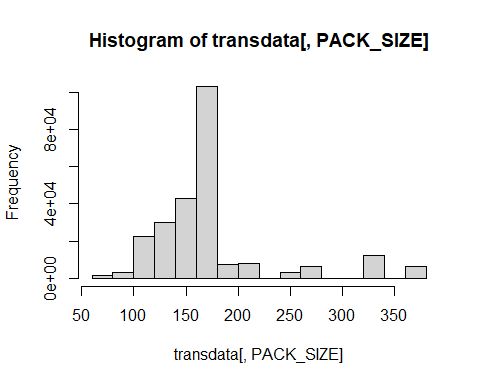 Histogram of transdata[, PACK_SIZE]
Frequency
8e+04
4e+04
0e+00
50 100 150 200 250 300 350
transdata[, PACK_SIZE]